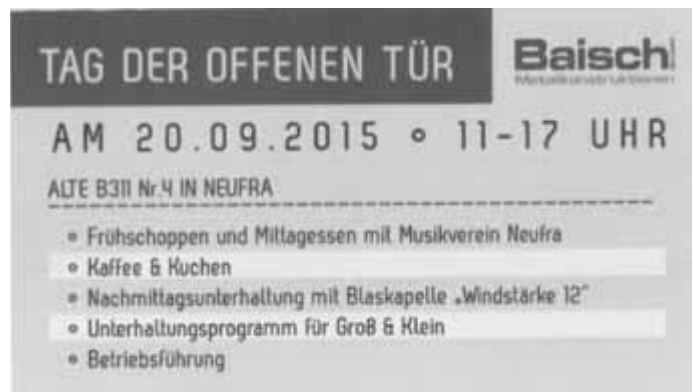 TAG DER OFFENEN TÜR
Baisch
Metallkonstruktionen
AM 20.09.2015 • 11-17 UHR
ALTE B311 Nr.4 IN NEUFRA
• Frühschoppen und Mittagessen mit Musikverein Neufra
• Kaffee & Kuchen
• Nachmittagsunterhaltung mit Blaskapelle „Windstärke 12"
• Unterhaltungsprogramm für Groß & Klein
• Betriebsführung